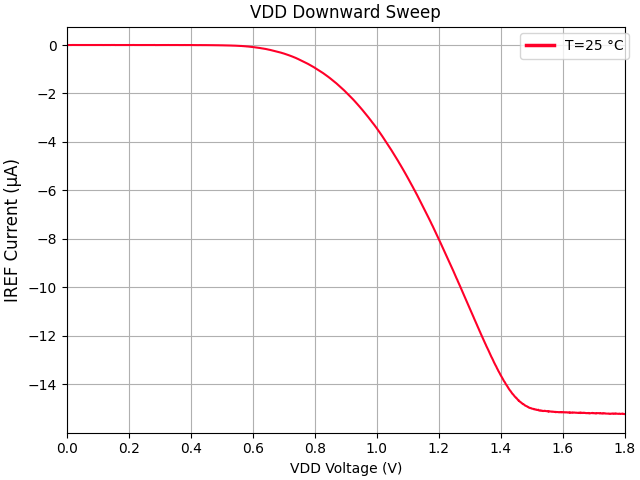 VDD Downward Sweep
T=25 °C
IREF Current (μA)
0
−2
−4
−6
−8
−10
−12
−14
0.0 0.2 0.4 0.6 0.8 1.0 1.2 1.4 1.6 1.8
VDD Voltage (V)